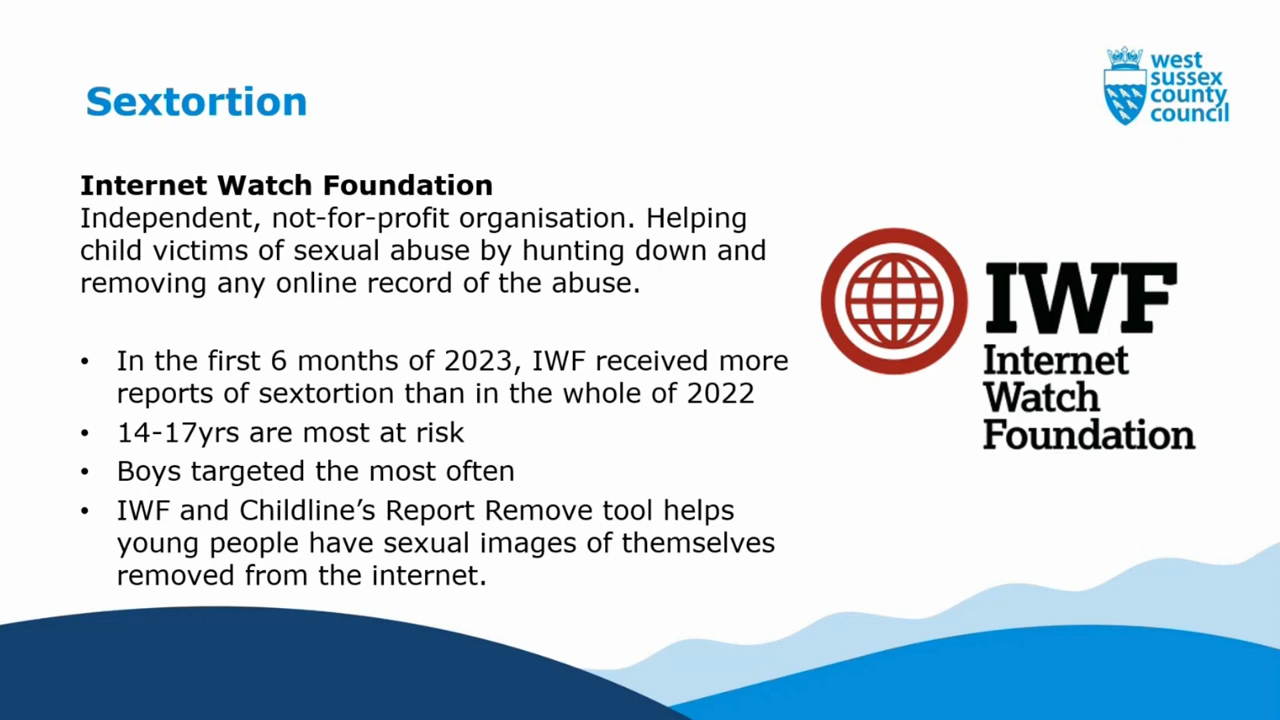 west
sussex
county
council
Sextortion
Internet Watch Foundation
Independent, not-for-profit organisation. Helping
child victims of sexual abuse by hunting down and
removing any online record of the abuse.
• In the first 6 months of 2023, IWF received more
reports of sextortion than in the whole of 2022
• 14-17yrs are most at risk
• Boys targeted the most often
• IWF and Childline’s Report Remove tool helps
young people have sexual images of themselves
removed from the internet.
IWF
Internet
Watch
Foundation